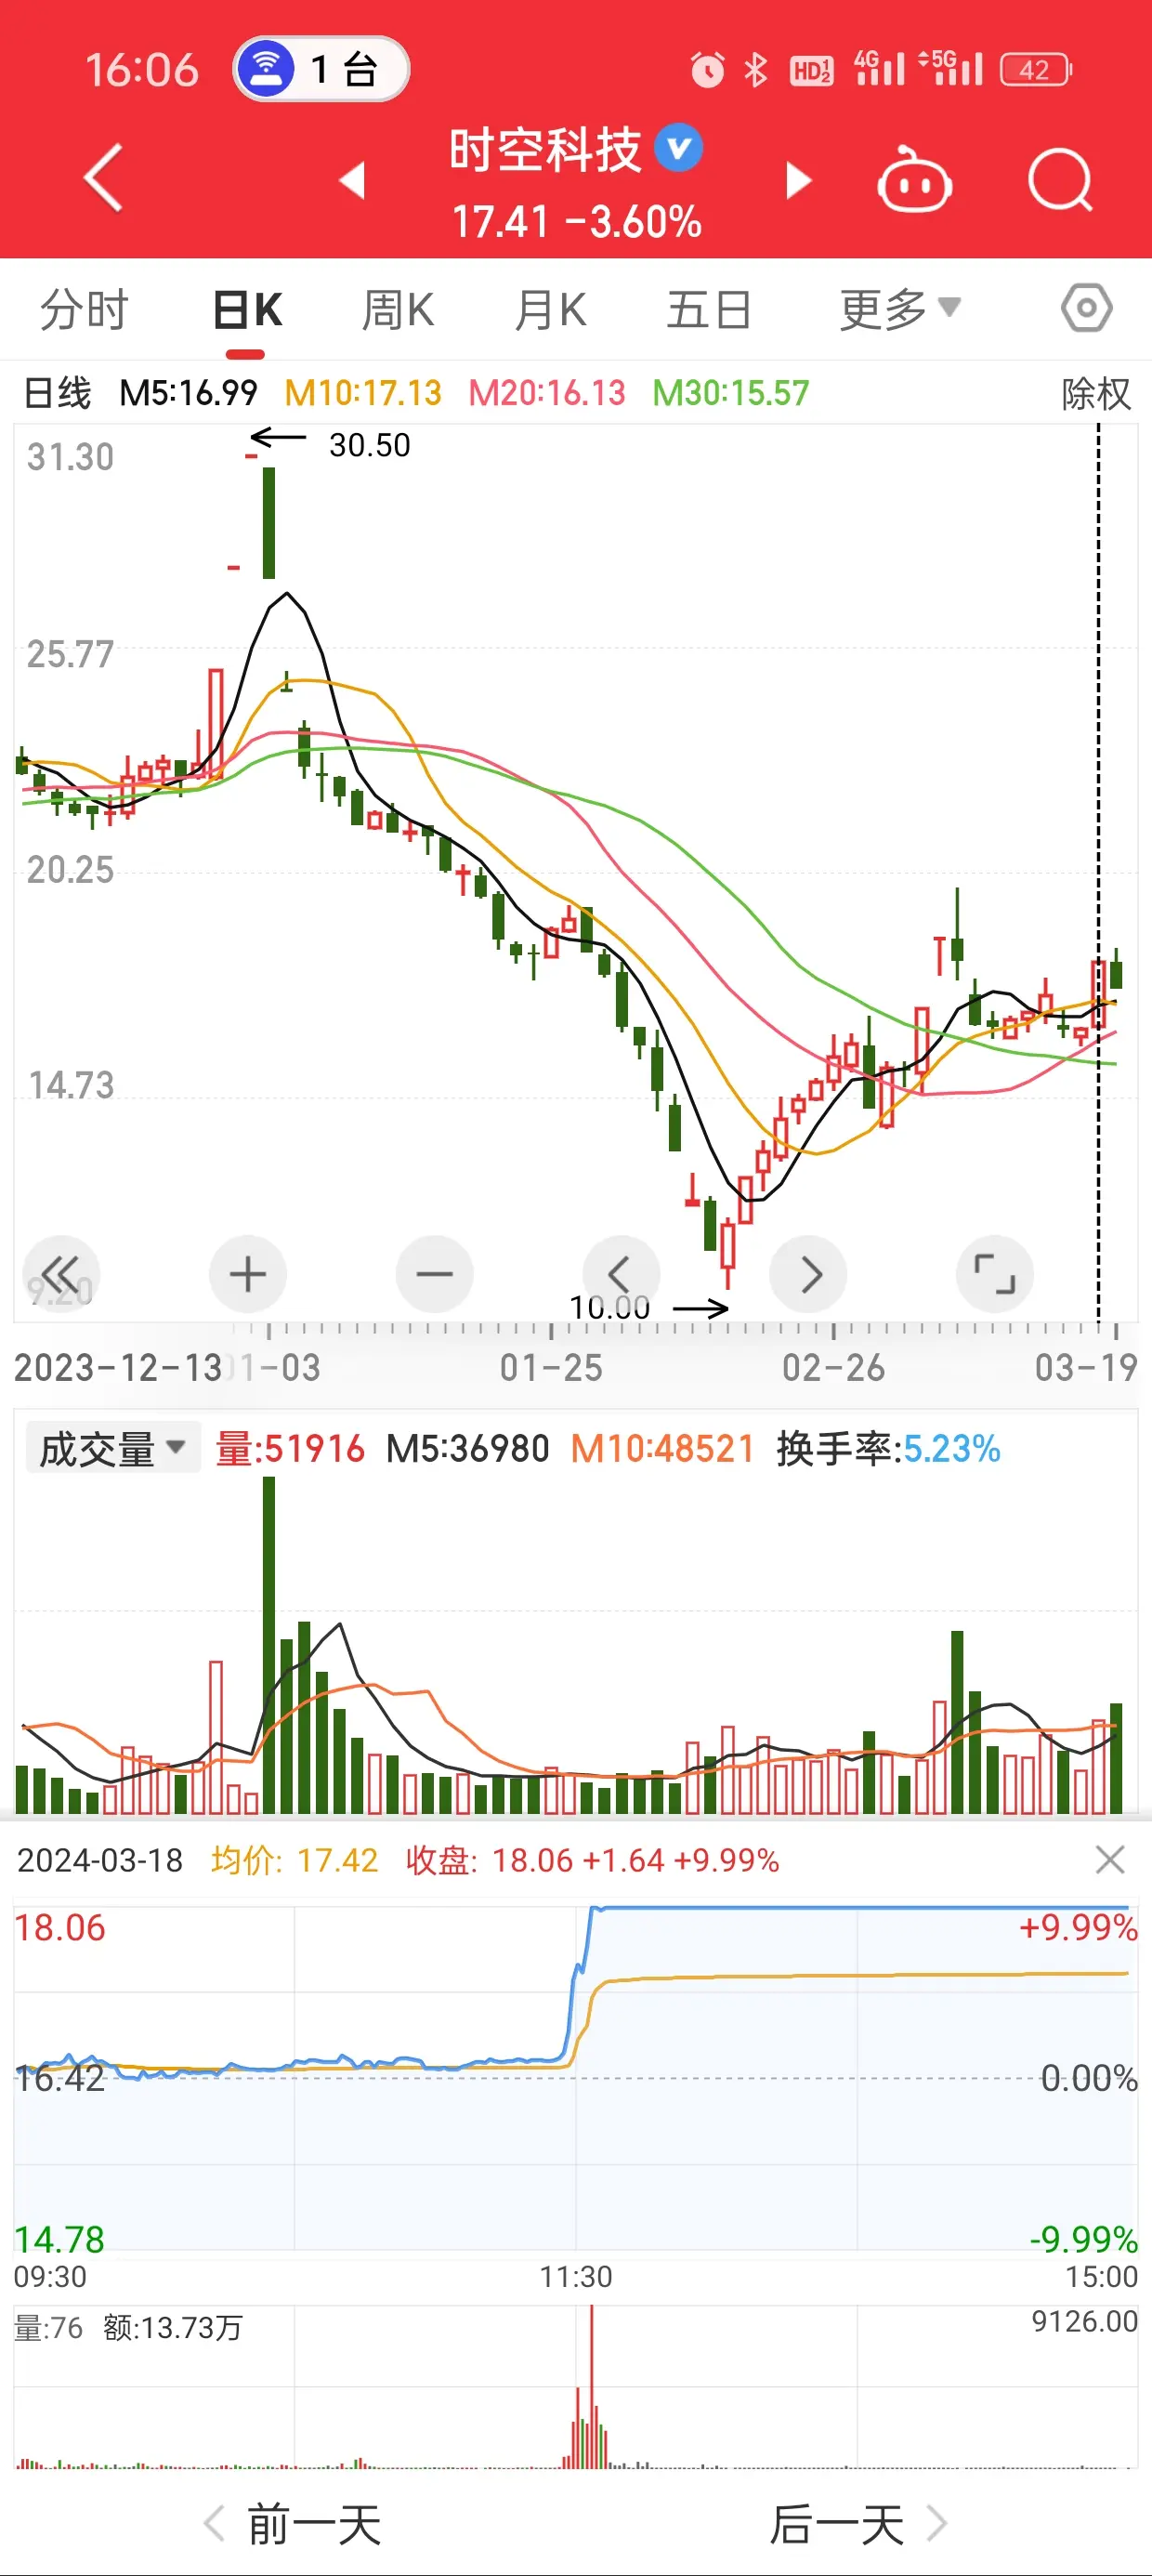 16:06 1 台 HD1 2 4G 5G 42
时空科技
17.41 -3.60%
分时 日K 周K 月K 五日 更多
日线 M5:16.99 M10:17.13 M20:16.13 M30:15.57 除权
30.50
31.30
25.77
20.25
14.73
9.20
10.00
2023-12-13 01-03 01-25 02-26 03-19
成交量 量:51916 M5:36980 M10:48521 换手率:5.23%
2024-03-18 均价: 17.42 收盘: 18.06 +1.64 +9.99%
18.06 +9.99%
16.42 0.00%
14.78 -9.99%
09:30 11:30 15:00
量:76 额:13.73万 9126.00
前一天 后一天